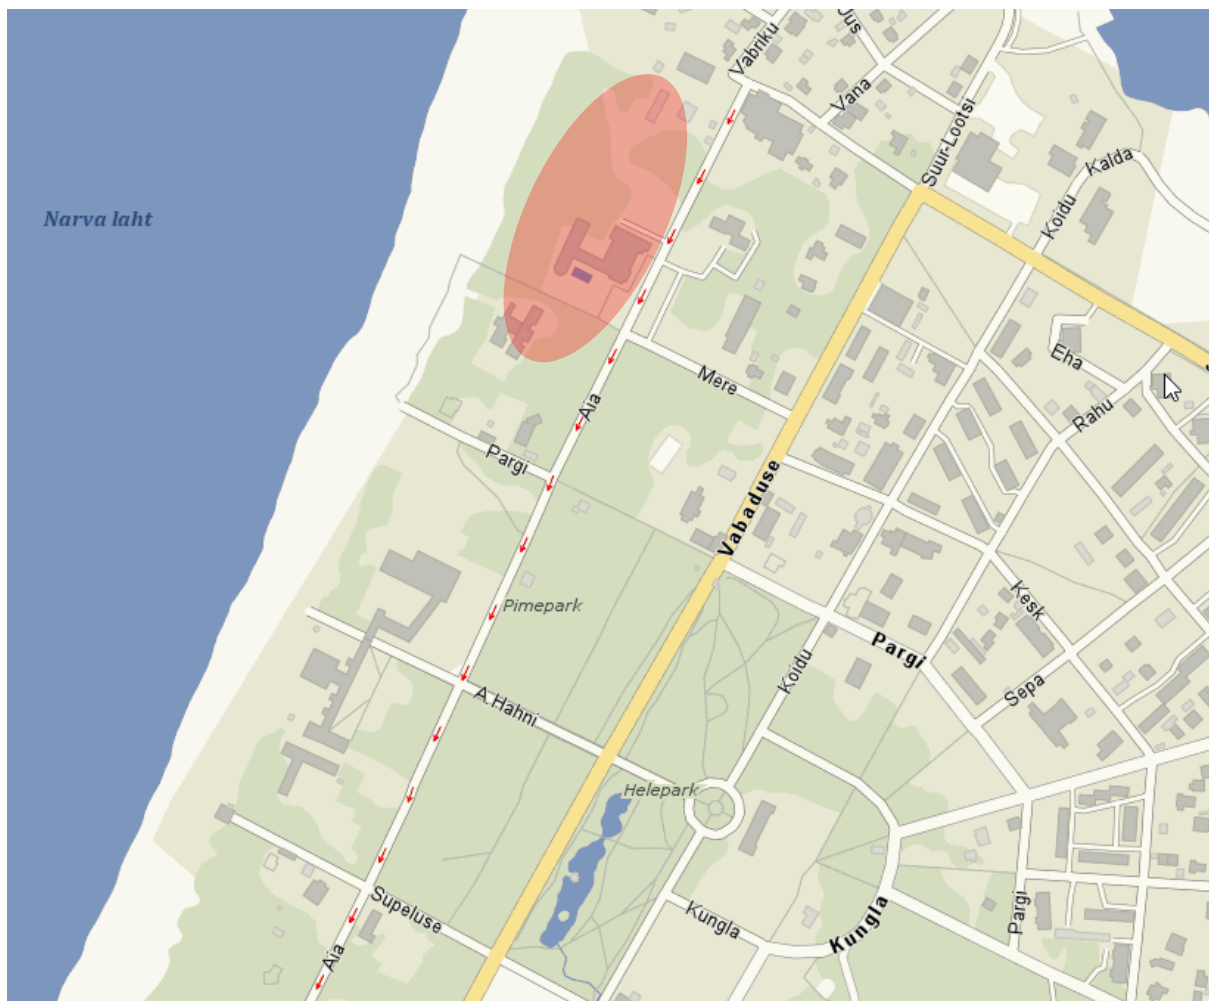 Vabriku
Uus
Vana
Suur-Lootsi
Kalda
Koidu
Narva laht
Eha
Mere
Rahu
Aia
Pargi
Vabaduse
Pimepark
Kesk
Pargi
Koidu
Sepa
A.Hahni
Helepark
Supeluse
Kungla
Kungla
Pargi
Aia